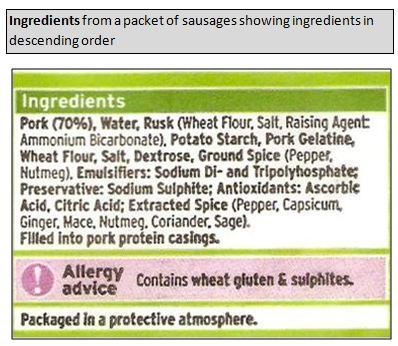 Ingredients from a packet of sausages showing ingredients in
descending order
Ingredients
Pork (70%), Water, Rusk (Wheat Flour, Salt, Raising Agent:
Ammonium Bicarbonate), Potato Starch, Pork Gelatine,
Wheat Flour, Salt, Dextrose, Ground Spice (Pepper,
Nutmeg), Emulsifiers: Sodium Di- and Tripolyphosphate;
Preservative: Sodium Sulphite; Antioxidants: Ascorbic
Acid, Citric Acid; Extracted Spice (Pepper, Capsicum,
Ginger, Mace, Nutmeg, Coriander, Sage).
Filled into pork protein casings.
Allergy
advice Contains wheat gluten & sulphites.
Packaged in a protective atmosphere.